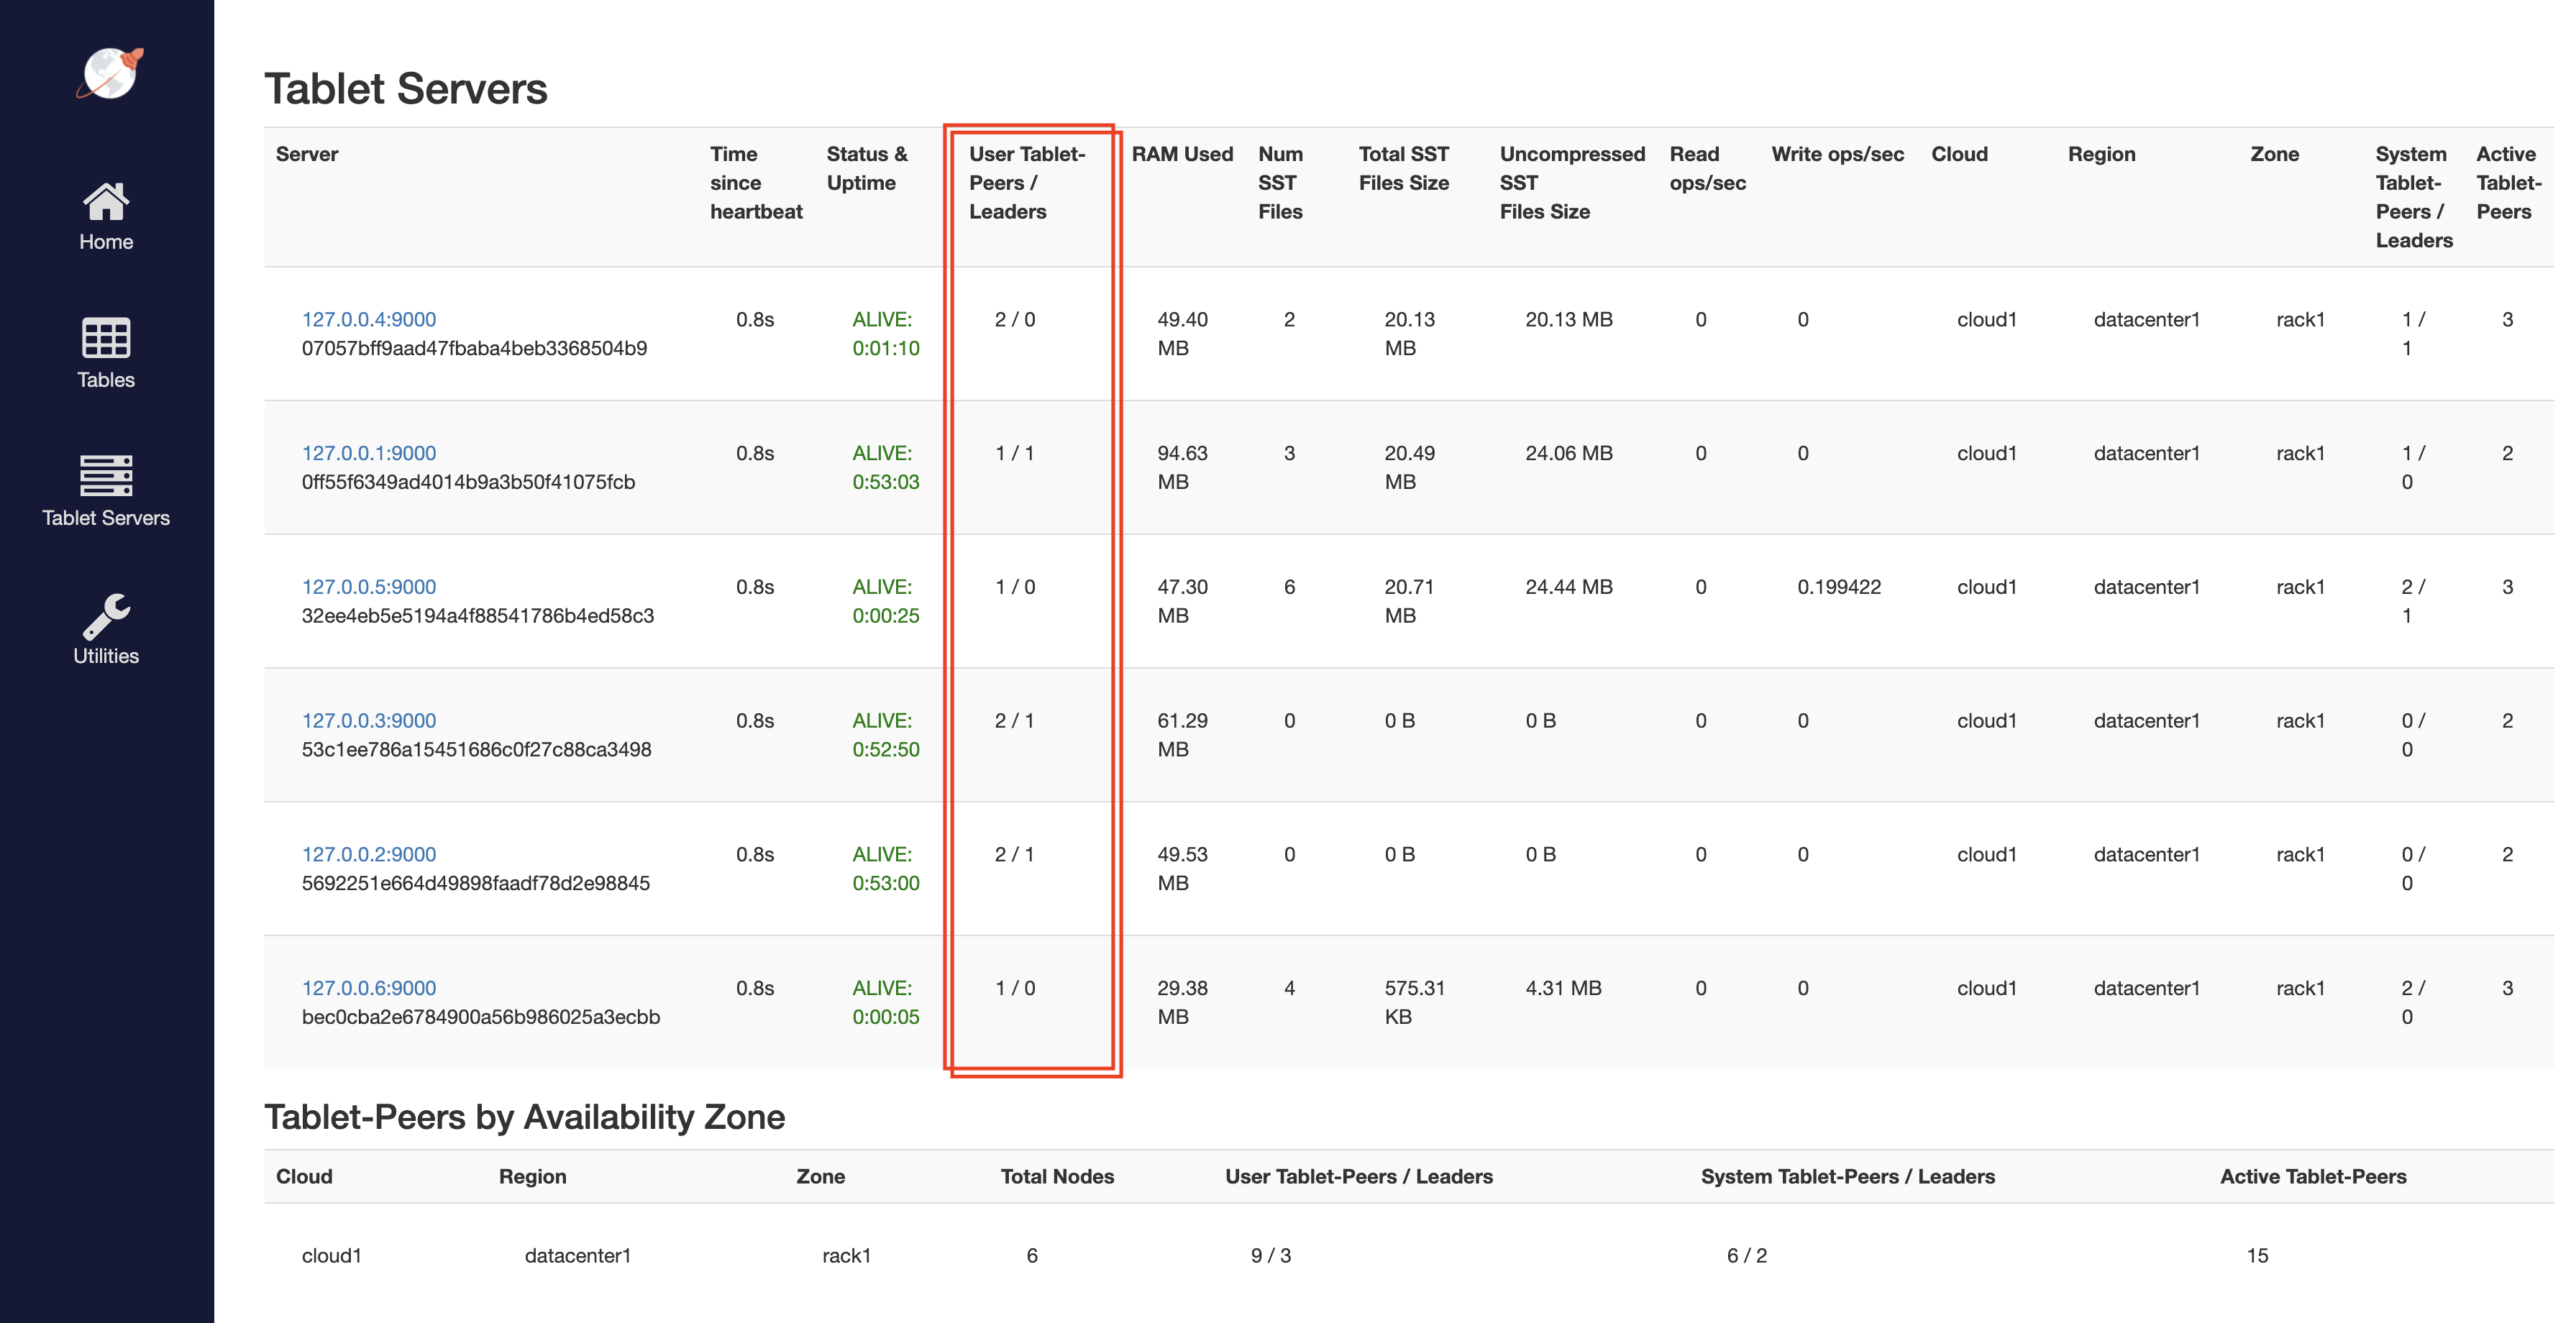 Home
Tables
Tablet Servers
Utilities
Tablet Servers
Server Time since heartbeat Status & Uptime User Tablet-Peers / Leaders RAM Used Num SST Files Total SST Files Size Uncompressed SST Files Size Read ops/sec Write ops/sec Cloud Region Zone System Tablet-Peers / Leaders Active Tablet-Peers
127.0.0.4:9000 0.8s ALIVE: 2 / 0 49.40 2 20.13 20.13 MB 0 0 cloud1 datacenter1 rack1 1 / 3
07057bff9aad47fbaba4beb3368504b9 0:01:10 MB MB 1
127.0.0.1:9000 0.8s ALIVE: 1 / 1 94.63 3 20.49 24.06 MB 0 0 cloud1 datacenter1 rack1 1 / 2
0ff55f6349ad4014b9a3b50f41075fcb 0:53:03 MB MB 0
127.0.0.5:9000 0.8s ALIVE: 1 / 0 47.30 6 20.71 24.44 MB 0 0.199422 cloud1 datacenter1 rack1 2 / 3
32ee4eb5e5194a4f88541786b4ed58c3 0:00:25 MB MB 1
127.0.0.3:9000 0.8s ALIVE: 2 / 1 61.29 0 0 B 0 B 0 0 cloud1 datacenter1 rack1 0 / 2
53c1ee786a15451686c0f27c88ca3498 0:52:50 MB 0
127.0.0.2:9000 0.8s ALIVE: 2 / 1 49.53 0 0 B 0 B 0 0 cloud1 datacenter1 rack1 0 / 2
5692251e664d49898faadf78d2e98845 0:53:00 MB 0
127.0.0.6:9000 0.8s ALIVE: 1 / 0 29.38 4 575.31 4.31 MB 0 0 cloud1 datacenter1 rack1 2 / 3
bec0cba2e6784900a56b986025a3ecbb 0:00:05 MB KB 0
Tablet-Peers by Availability Zone
Cloud Region Zone Total Nodes User Tablet-Peers / Leaders System Tablet-Peers / Leaders Active Tablet-Peers
cloud1 datacenter1 rack1 6 9 / 3 6 / 2 15